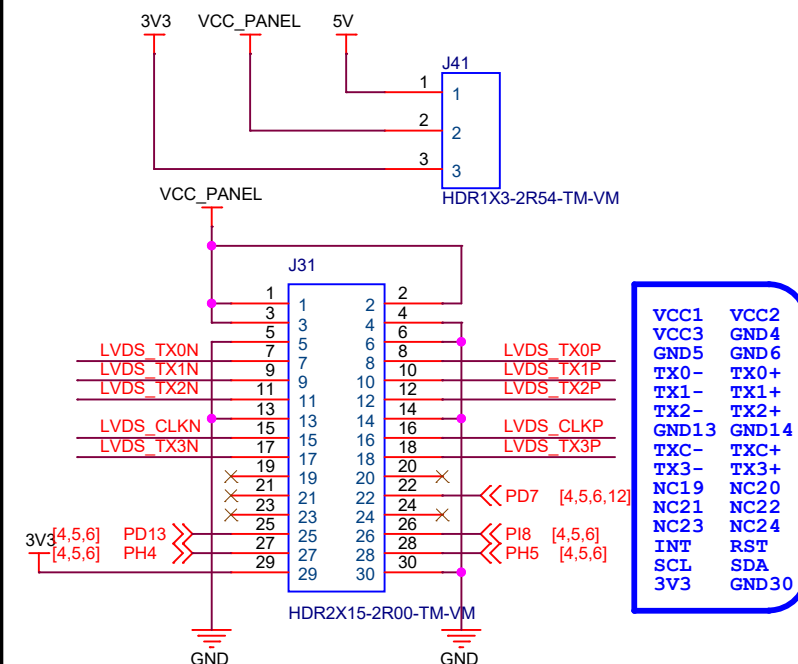 3V3 VCC_PANEL 5V
J41
1 1
2 2
3 3
HDR1X3-2R54-TM-VM
VCC_PANEL
J31
1 1 2 2
3 3 4 4
5 5 6 6
LVDS_TX0N 7 7 8 8 LVDS_TX0P
LVDS_TX1N 9 9 10 10 LVDS_TX1P
LVDS_TX2N 11 11 12 12 LVDS_TX2P
13 13 14 14
LVDS_CLKN 15 15 16 16 LVDS_CLKP
LVDS_TX3N 17 17 18 18 LVDS_TX3P
19 19 20 20
21 21 22 22 PD7 [4,5,6,12]
23 23 24 24
[4,5,6] PD13 25 25 26 26 PI8 [4,5,6]
3V3 [4,5,6] PH4 27 27 28 28 PH5 [4,5,6]
29 29 30 30
HDR2X15-2R00-TM-VM
GND GND
VCC1 VCC2
VCC3 GND4
GND5 GND6
TX0- TX0+
TX1- TX1+
TX2- TX2+
GND13 GND14
TXC- TXC+
TX3- TX3+
NC19 NC20
NC21 NC22
NC23 NC24
INT RST
SCL SDA
3V3 GND30